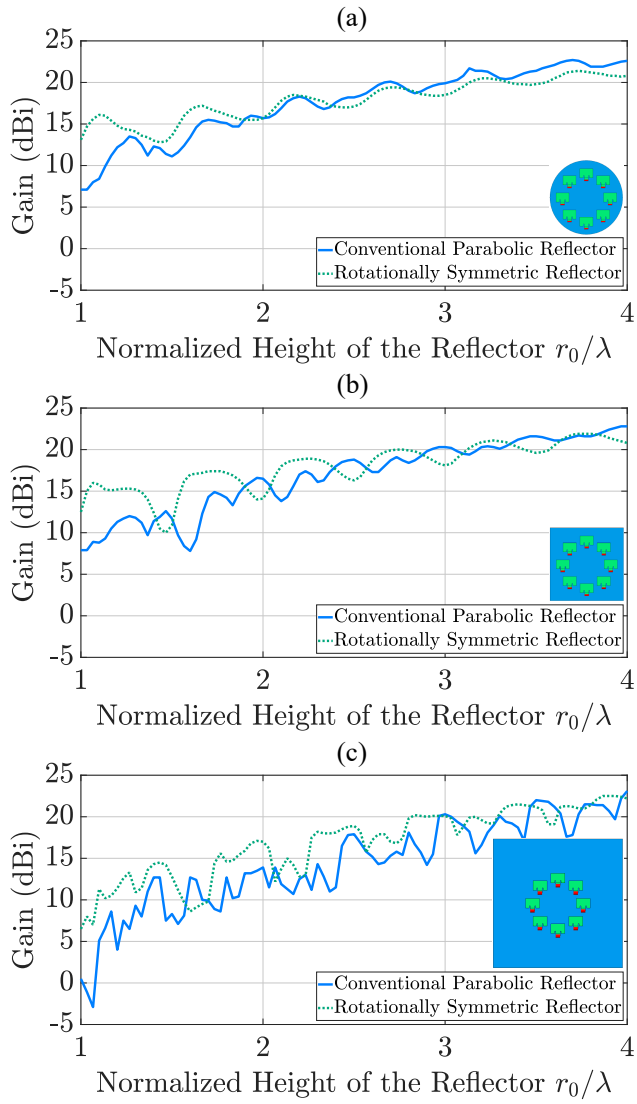 (a)
25
20
15
10
5
0
-5
Gain (dBi)
Conventional Parabolic Reflector
Rotationally Symmetric Reflector
1 2 3 4
Normalized Height of the Reflector r₀/λ
(b)
25
20
15
10
5
0
-5
Gain (dBi)
Conventional Parabolic Reflector
Rotationally Symmetric Reflector
1 2 3 4
Normalized Height of the Reflector r₀/λ
(c)
25
20
15
10
5
0
-5
Gain (dBi)
Conventional Parabolic Reflector
Rotationally Symmetric Reflector
1 2 3 4
Normalized Height of the Reflector r₀/λ